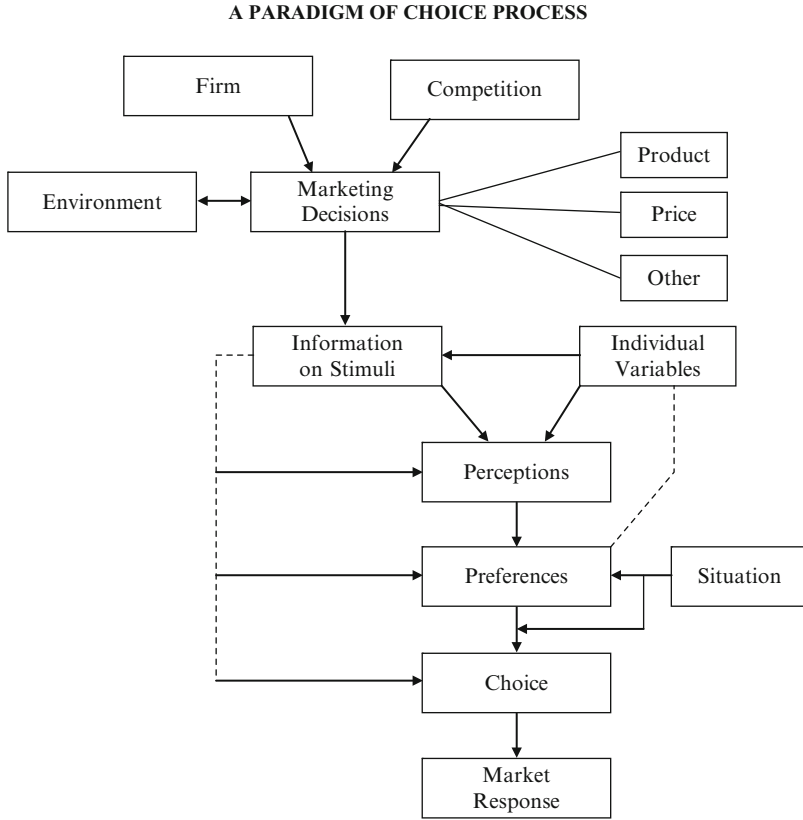 A PARADIGM OF CHOICE PROCESS
Firm
Competition
Product
Environment
Marketing
Decisions
Price
Other
Information
on Stimuli
Individual
Variables
Perceptions
Preferences
Situation
Choice
Market
Response